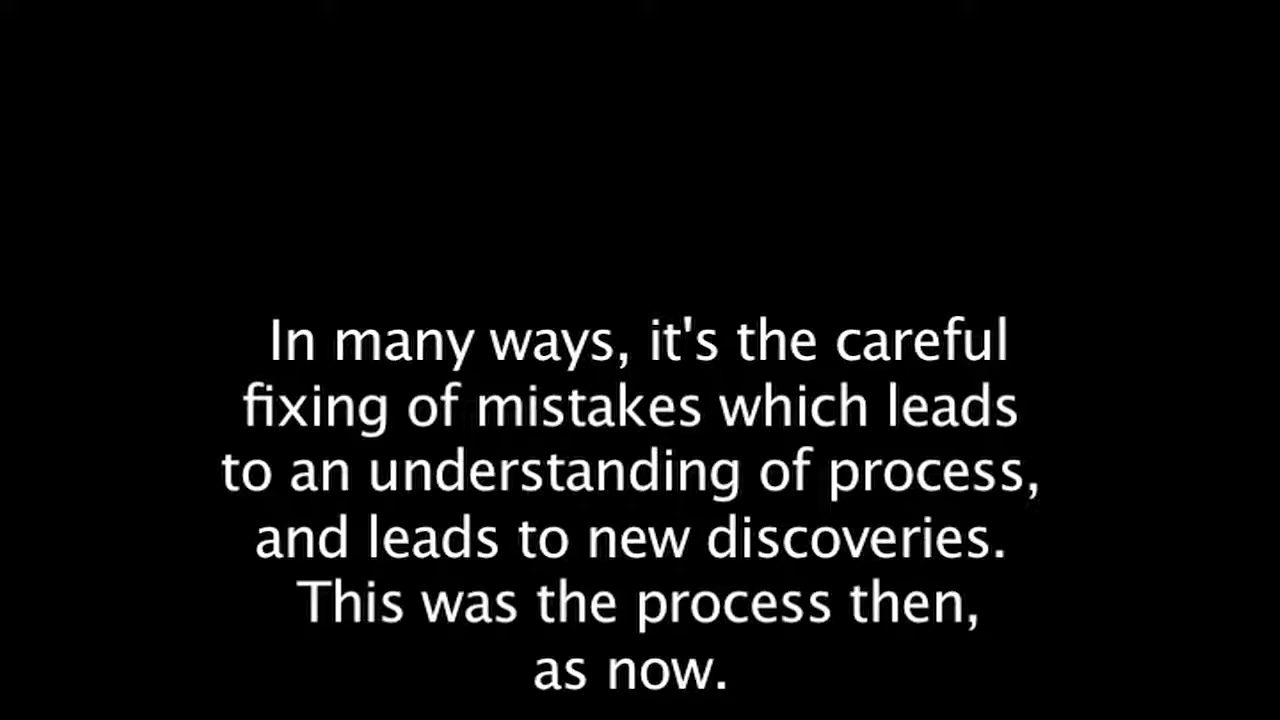 In many ways, it's the careful
fixing of mistakes which leads
to an understanding of process,
and leads to new discoveries.
This was the process then,
as now.